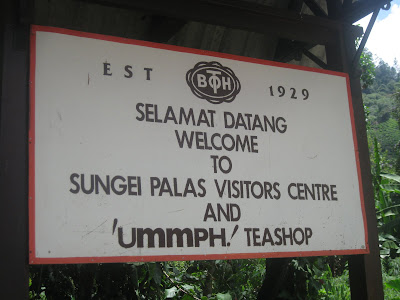 EST BOH 1929
SELAMAT DATANG
WELCOME
TO
SUNGEI PALAS VISITORS CENTRE
AND
'UMMPH!' TEASHOP